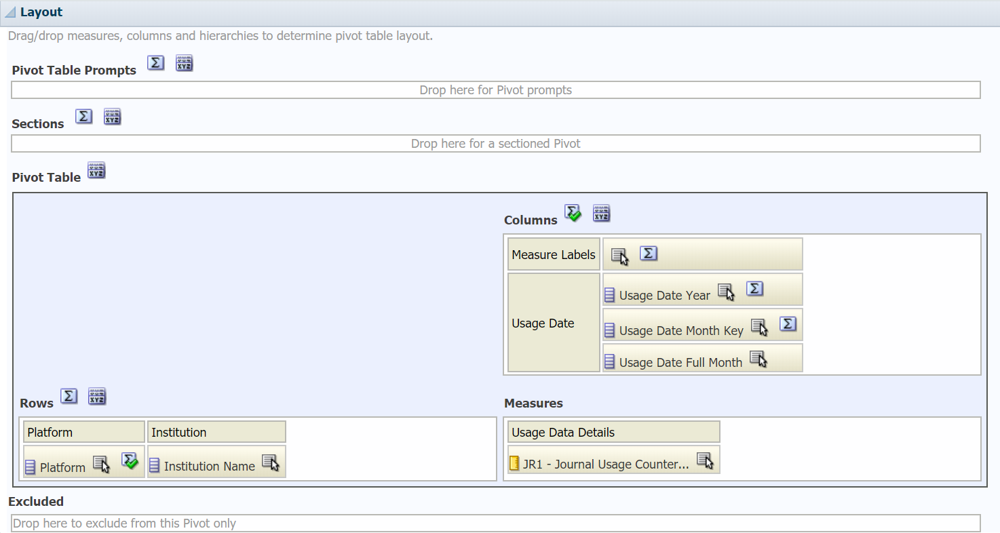 Layout
Drag/drop measures, columns and hierarchies to determine pivot table layout.
Pivot Table Prompts
Drop here for Pivot prompts
Sections
Drop here for a sectioned Pivot
Pivot Table
Columns
Measure Labels
Usage Date
Usage Date Year
Usage Date Month Key
Usage Date Full Month
Rows
Platform Institution
Platform Institution Name
Measures
Usage Data Details
JR1 - Journal Usage Counter...
Excluded
Drop here to exclude from this Pivot only